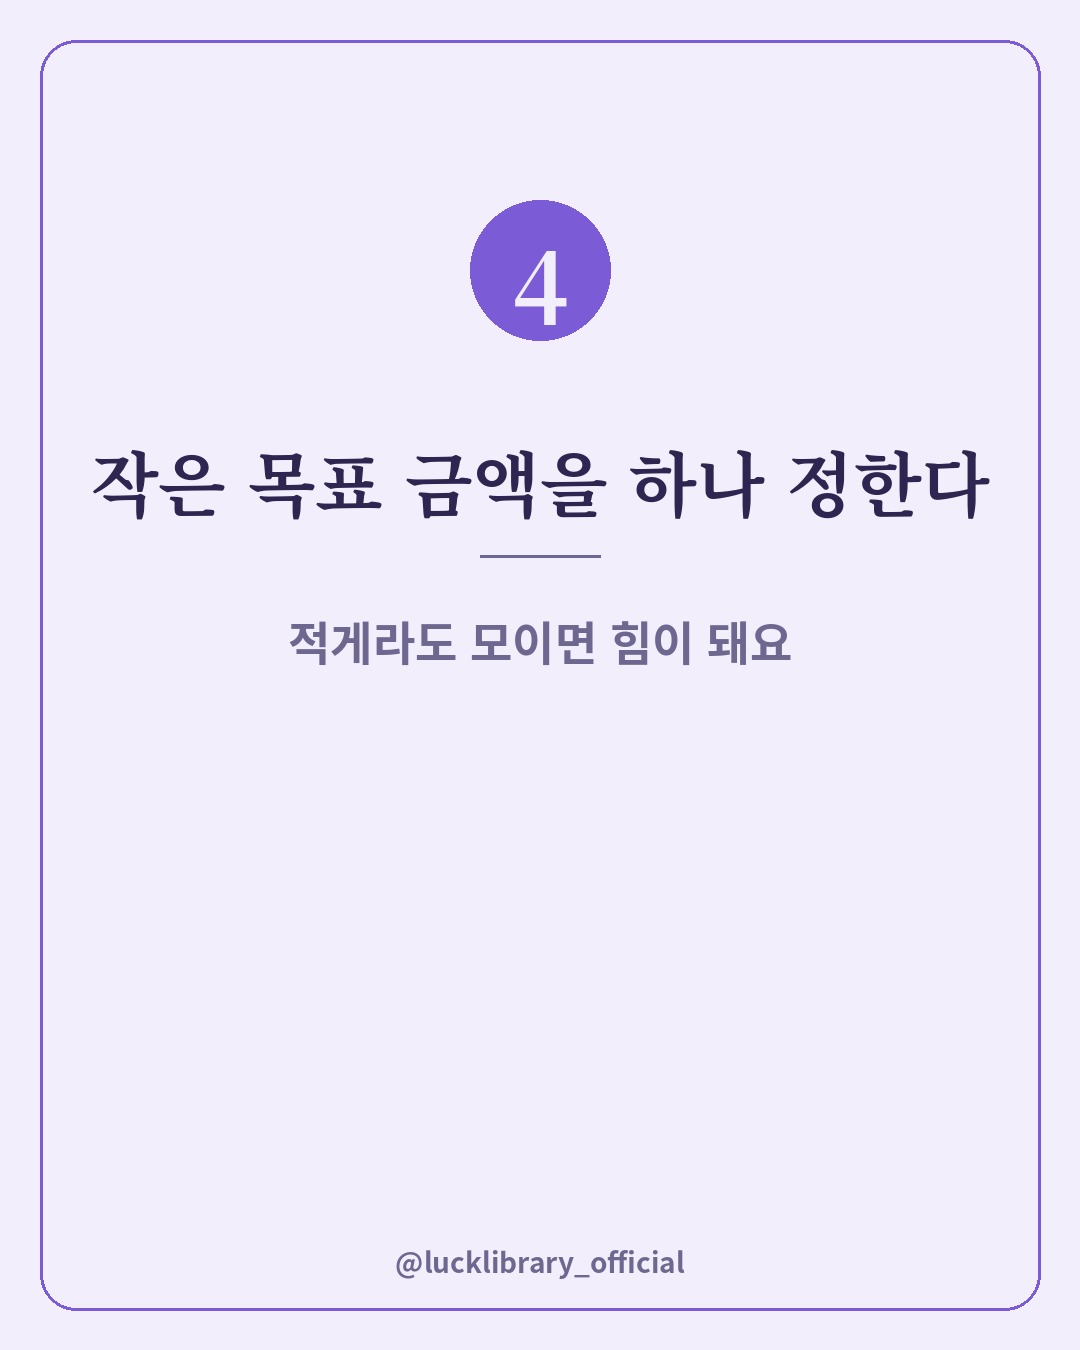 4
작은 목표 금액을 하나 정한다
적게라도 모이면 힘이 돼요
@lucklibrary_official